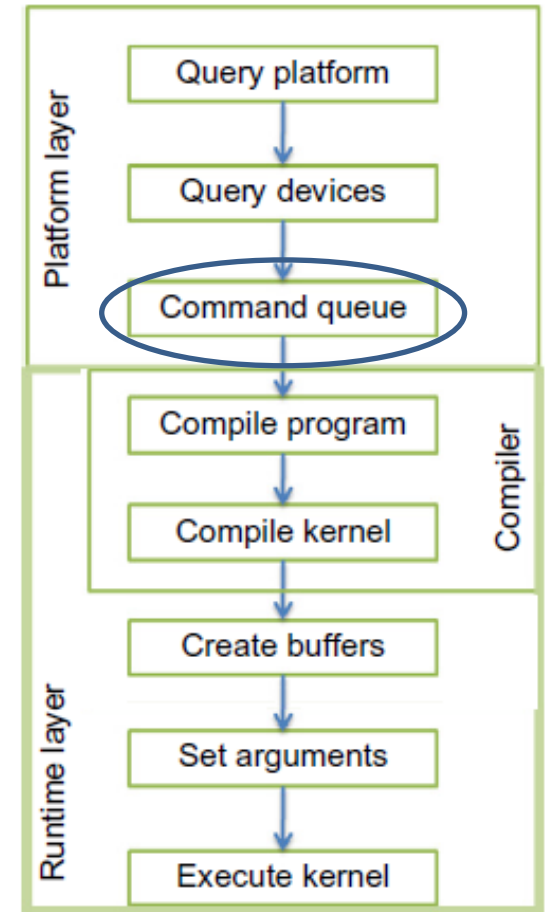 Platform layer
Query platform
Query devices
Command queue
Compiler
Compile program
Compile kernel
Runtime layer
Create buffers
Set arguments
Execute kernel